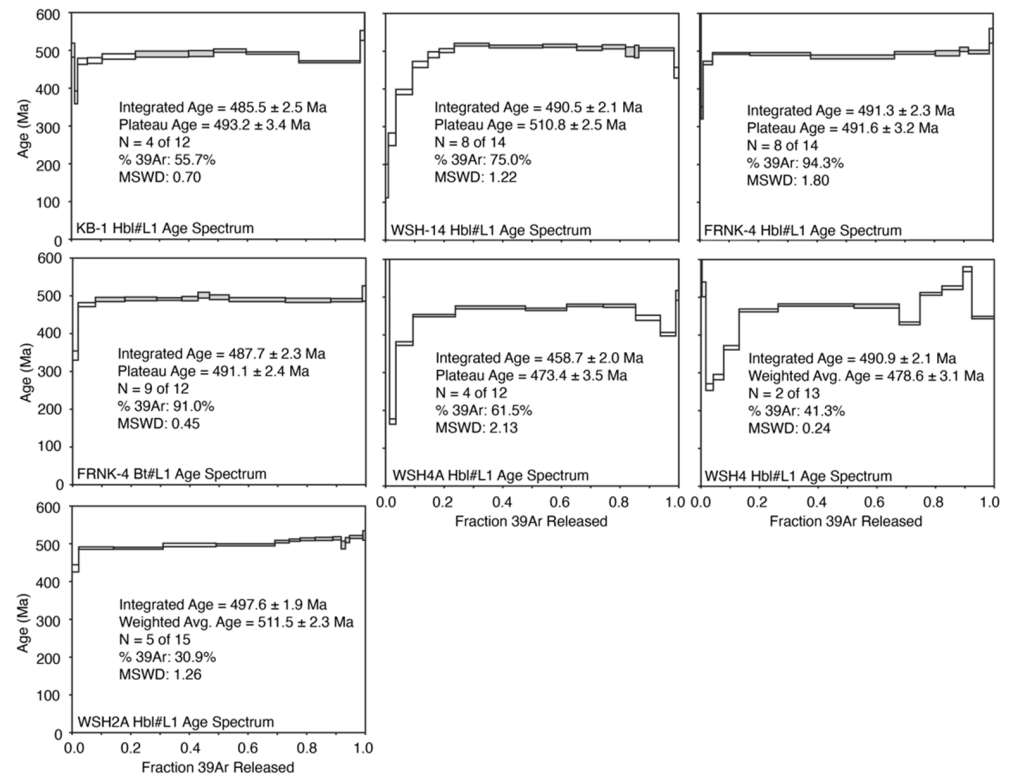 600
500
400
300
200
100
0
Age (Ma)
Integrated Age = 485.5 ± 2.5 Ma
Plateau Age = 493.2 ± 3.4 Ma
N = 4 of 12
% 39Ar: 55.7%
MSWD: 0.70
KB-1 Hbl#L1 Age Spectrum
Integrated Age = 490.5 ± 2.1 Ma
Plateau Age = 510.8 ± 2.5 Ma
N = 8 of 14
% 39Ar: 75.0%
MSWD: 1.22
WSH-14 Hbl#L1 Age Spectrum
Integrated Age = 491.3 ± 2.3 Ma
Plateau Age = 491.6 ± 3.2 Ma
N = 8 of 14
% 39Ar: 94.3%
MSWD: 1.80
FRNK-4 Hbl#L1 Age Spectrum
600
500
400
300
200
100
0
Age (Ma)
Integrated Age = 487.7 ± 2.3 Ma
Plateau Age = 491.1 ± 2.4 Ma
N = 9 of 12
% 39Ar: 91.0%
MSWD: 0.45
FRNK-4 Bt#L1 Age Spectrum
Integrated Age = 458.7 ± 2.0 Ma
Plateau Age = 473.4 ± 3.5 Ma
N = 4 of 12
% 39Ar: 61.5%
MSWD: 2.13
WSH4A Hbl#L1 Age Spectrum
0.0 0.2 0.4 0.6 0.8 1.0
Fraction 39Ar Released
Integrated Age = 490.9 ± 2.1 Ma
Weighted Avg. Age = 478.6 ± 3.1 Ma
N = 2 of 13
% 39Ar: 41.3%
MSWD: 0.24
WSH4 Hbl#L1 Age Spectrum
0.0 0.2 0.4 0.6 0.8 1.0
Fraction 39Ar Released
600
500
400
300
200
100
0
Age (Ma)
Integrated Age = 497.6 ± 1.9 Ma
Weighted Avg. Age = 511.5 ± 2.3 Ma
N = 5 of 15
% 39Ar: 30.9%
MSWD: 1.26
WSH2A Hbl#L1 Age Spectrum
0.0 0.2 0.4 0.6 0.8 1.0
Fraction 39Ar Released